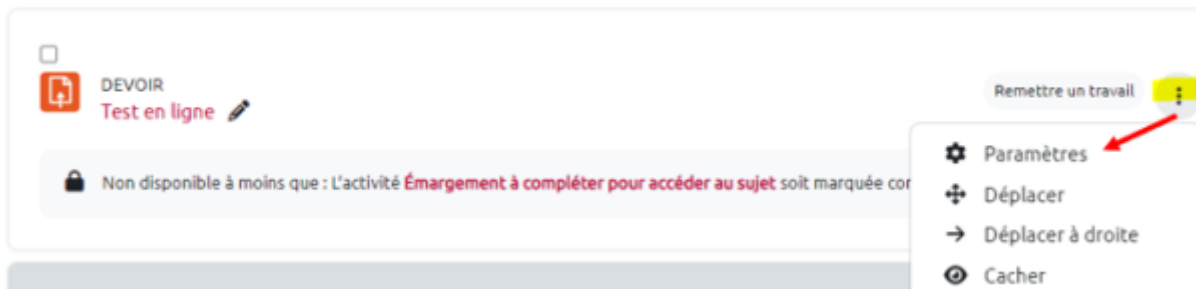 DEVOIR
Test en ligne
Remettre un travail
Non disponible à moins que : L'activité Émargement à compléter pour accéder au sujet soit marquée
Paramètres
Déplacer
Déplacer à droite
Cacher